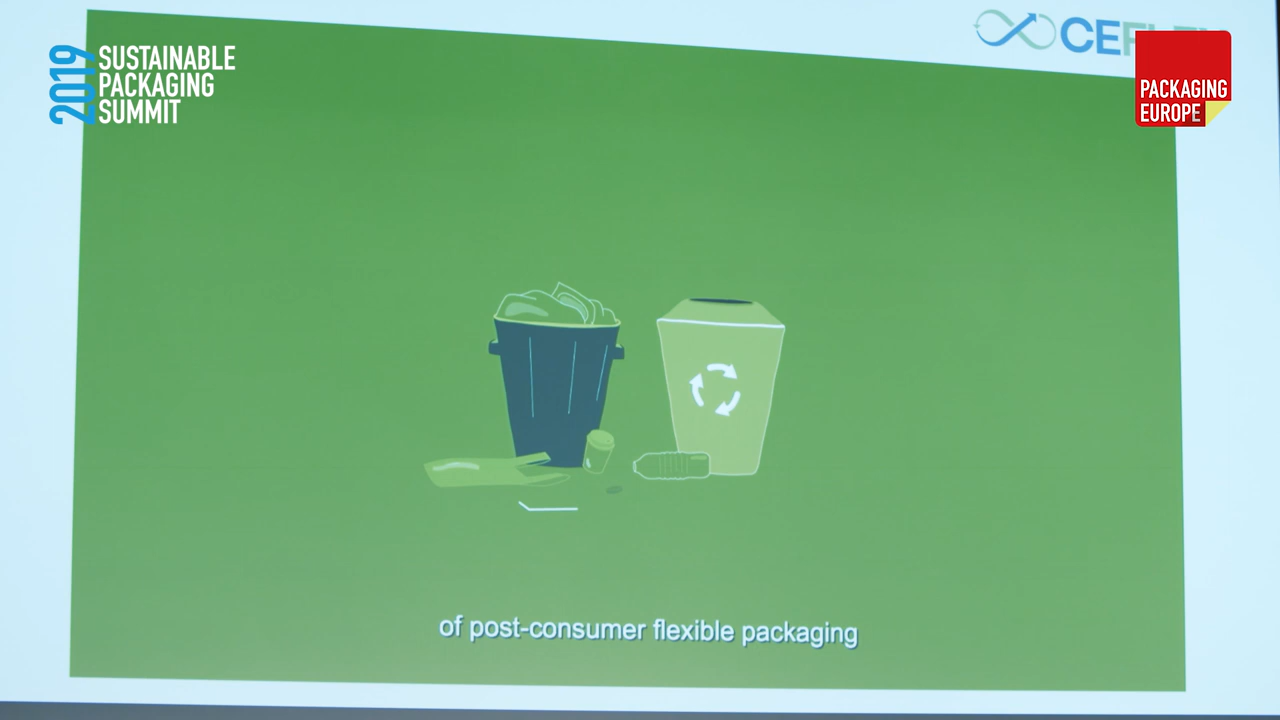 2019
SUSTAINABLE
PACKAGING
SUMMIT
PACKAGING
EUROPE
of post-consumer flexible packaging